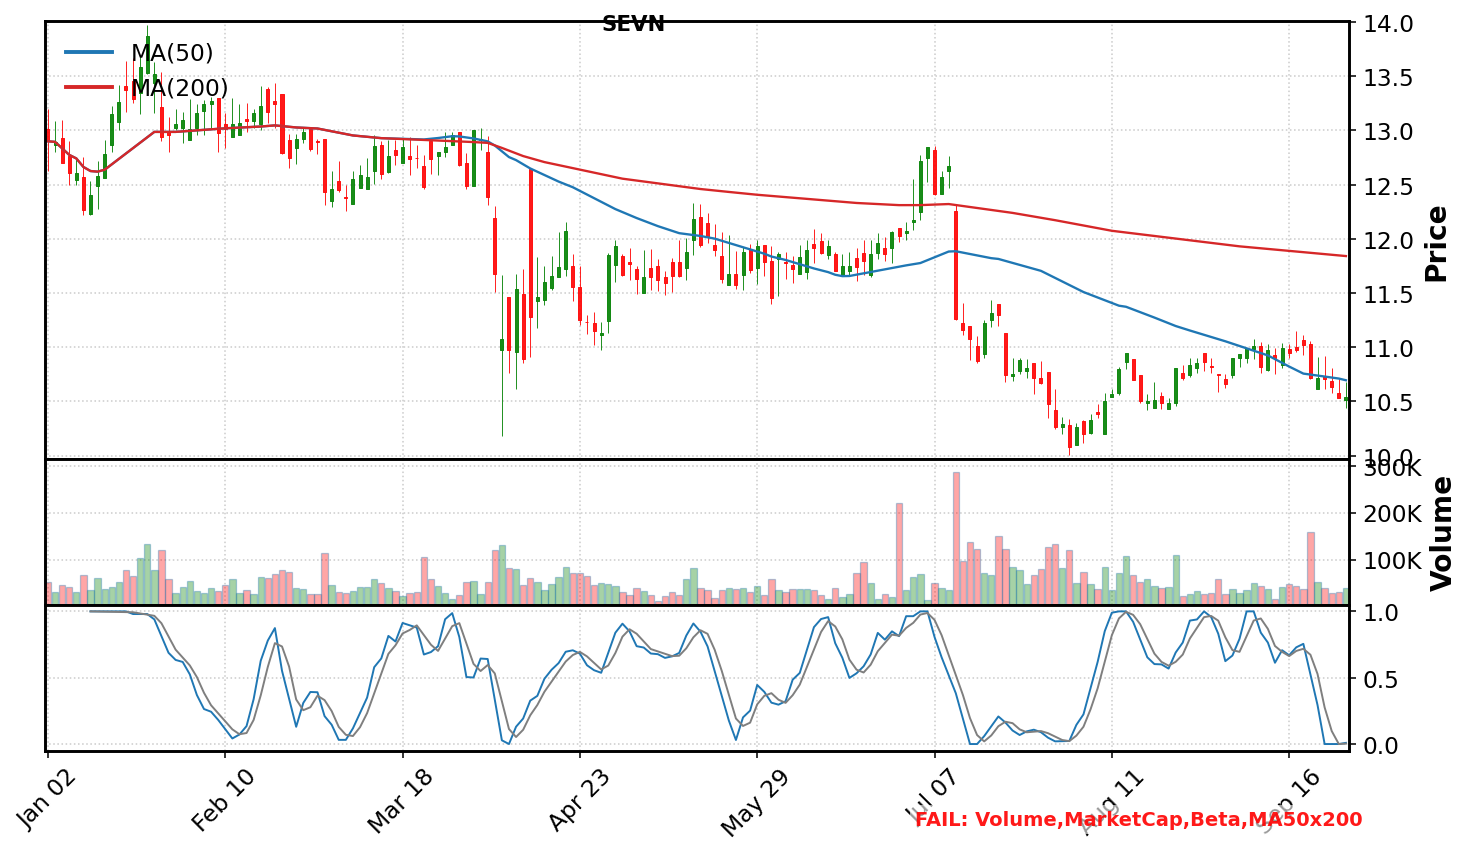 SEVN
MA(50)
MA(200)
14.0
13.5
13.0
12.5
12.0
11.5
11.0
10.5
10.0
Price
300K
200K
100K
Volume
1.0
0.5
0.0
Jan 02
Feb 10
Mar 18
Apr 23
May 29
Jul 07
Aug 11
Sep 16
FAIL: Volume,MarketCap,Beta,MA50x200